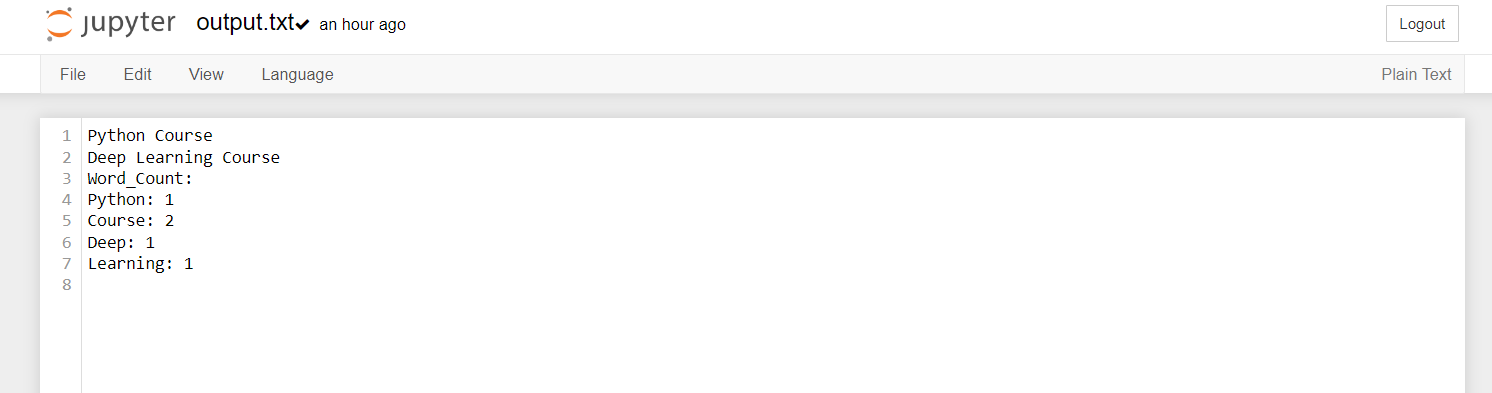 jupyter output.txt✔ an hour ago Logout
File Edit View Language Plain Text
1 Python Course
2 Deep Learning Course
3 Word_Count:
4 Python: 1
5 Course: 2
6 Deep: 1
7 Learning: 1
8